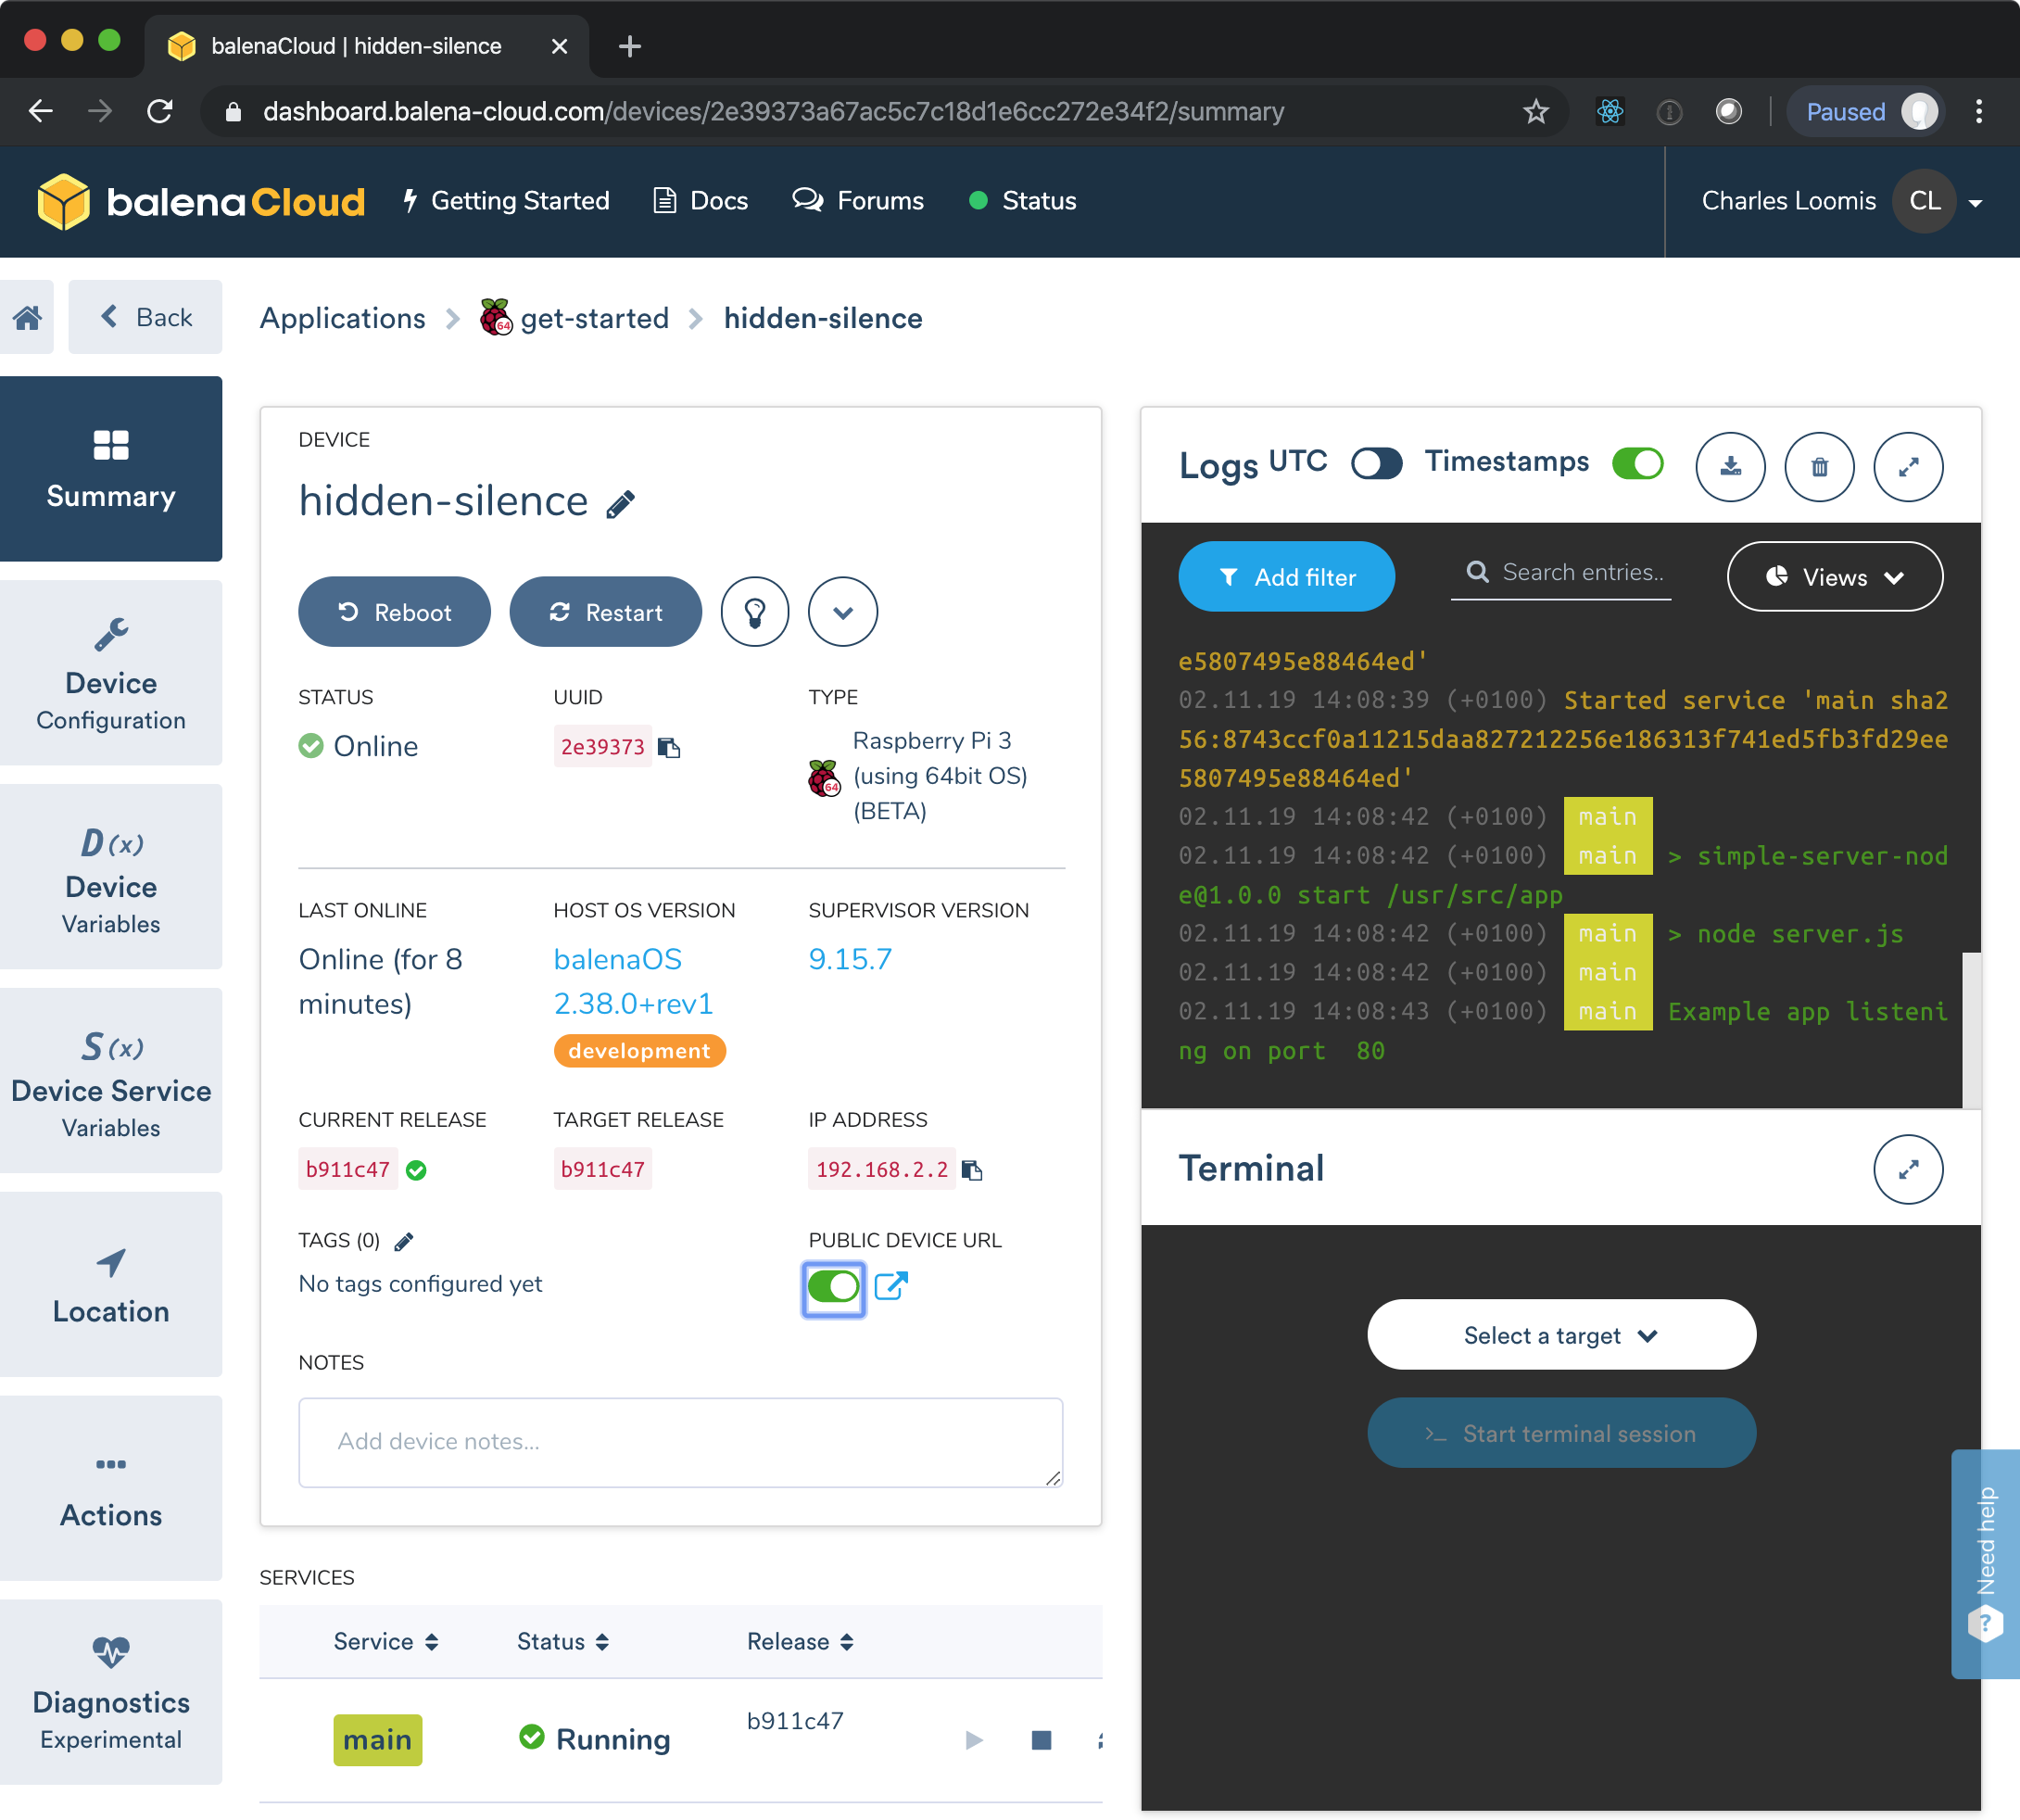 balenaCloud | hidden-silence
dashboard.balena-cloud.com/devices/2e39373a67ac5c7c18d1e6cc272e34f2/summary
Paused
balenaCloud
Getting Started
Docs
Forums
Status
Charles Loomis
CL
Back
Applications
64
get-started
hidden-silence
Summary
Device
Configuration
D(x)
Device
Variables
S(x)
Device Service
Variables
Location
Actions
Diagnostics
Experimental
DEVICE
hidden-silence
Reboot
Restart
STATUS
Online
UUID
2e39373
TYPE
64
Raspberry Pi 3
(using 64bit OS)
(BETA)
LAST ONLINE
Online (for 8
minutes)
HOST OS VERSION
balenaOS
2.38.0+rev1
development
SUPERVISOR VERSION
9.15.7
CURRENT RELEASE
b911c47
TARGET RELEASE
b911c47
IP ADDRESS
192.168.2.2
TAGS (0)
No tags configured yet
PUBLIC DEVICE URL
NOTES
Add device notes...
SERVICES
Service Status Release
main Running b911c47
Logs UTC Timestamps
Add filter
Search entries..
Views
e5807495e88464ed'
02.11.19 14:08:39 (+0100) Started service 'main sha2
56:8743ccf0a11215daa827212256e186313f741ed5fb3fd29ee
5807495e88464ed'
02.11.19 14:08:42 (+0100) main
02.11.19 14:08:42 (+0100) main > simple-server-nod
e@1.0.0 start /usr/src/app
02.11.19 14:08:42 (+0100) main > node server.js
02.11.19 14:08:42 (+0100) main
02.11.19 14:08:43 (+0100) main Example app listeni
ng on port  80
Terminal
Select a target
>_ Start terminal session
Need help
?